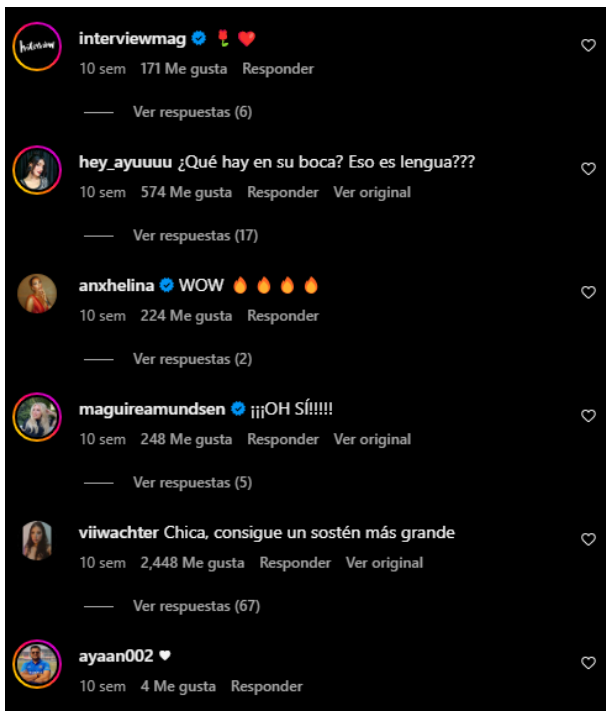 interviewmag 🌹 ❤️
10 sem 171 Me gusta Responder
Ver respuestas (6)
hey_ayuuuu ¿Qué hay en su boca? Eso es lengua???
10 sem 574 Me gusta Responder Ver original
Ver respuestas (17)
anxhelina WOW 🔥 🔥 🔥 🔥
10 sem 224 Me gusta Responder
Ver respuestas (2)
maguireamundsen ¡¡¡OH SÍ!!!!!
10 sem 248 Me gusta Responder Ver original
Ver respuestas (5)
viiwachter Chica, consigue un sostén más grande
10 sem 2,448 Me gusta Responder Ver original
Ver respuestas (67)
ayaan002 🤍
10 sem 4 Me gusta Responder